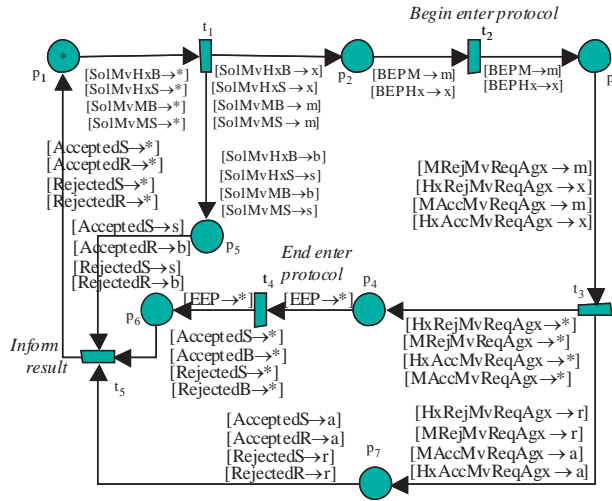 Begin enter protocol
t1
t2
*
p1
p2
p
[SolMvHxB→*]
[SolMvHxS→*]
[SolMvMB→*]
[SolMvMS→*]
[SolMvHxB→x]
[SolMvHxS→x]
[SolMvMB→m]
[SolMvMS→m]
[BEPM→m]
[BEPHx→x]
[BEPM→m]
[BEPHx→x]
[AcceptedS→*]
[AcceptedR→*]
[RejectedS→*]
[RejectedR→*]
[SolMvHxB→b]
[SolMvHxS→s]
[SolMvMB→b]
[SolMvMS→s]
[MRejMvReqAgx→m]
[HxRejMvReqAgx→x]
[MAccMvReqAgx→m]
[HxAccMvReqAgx→x]
[AcceptedS→s]
[AcceptedR→b]
[RejectedS→s]
[RejectedR→b]
p5
End enter
protocol
t4
p4
t3
[EEP→*]
[EEP→*]
p6
Inform
result
t5
[AcceptedS→*]
[AcceptedB→*]
[RejectedS→*]
[RejectedB→*]
[HxRejMvReqAgx→*]
[MRejMvReqAgx→*]
[HxAccMvReqAgx→*]
[MAccMvReqAgx→*]
[AcceptedS→a]
[AcceptedR→a]
[RejectedS→r]
[RejectedR→r]
p7
[HxRejMvReqAgx→r]
[MRejMvReqAgx→r]
[MAccMvReqAgx→a]
[HxAccMvReqAgx→a]